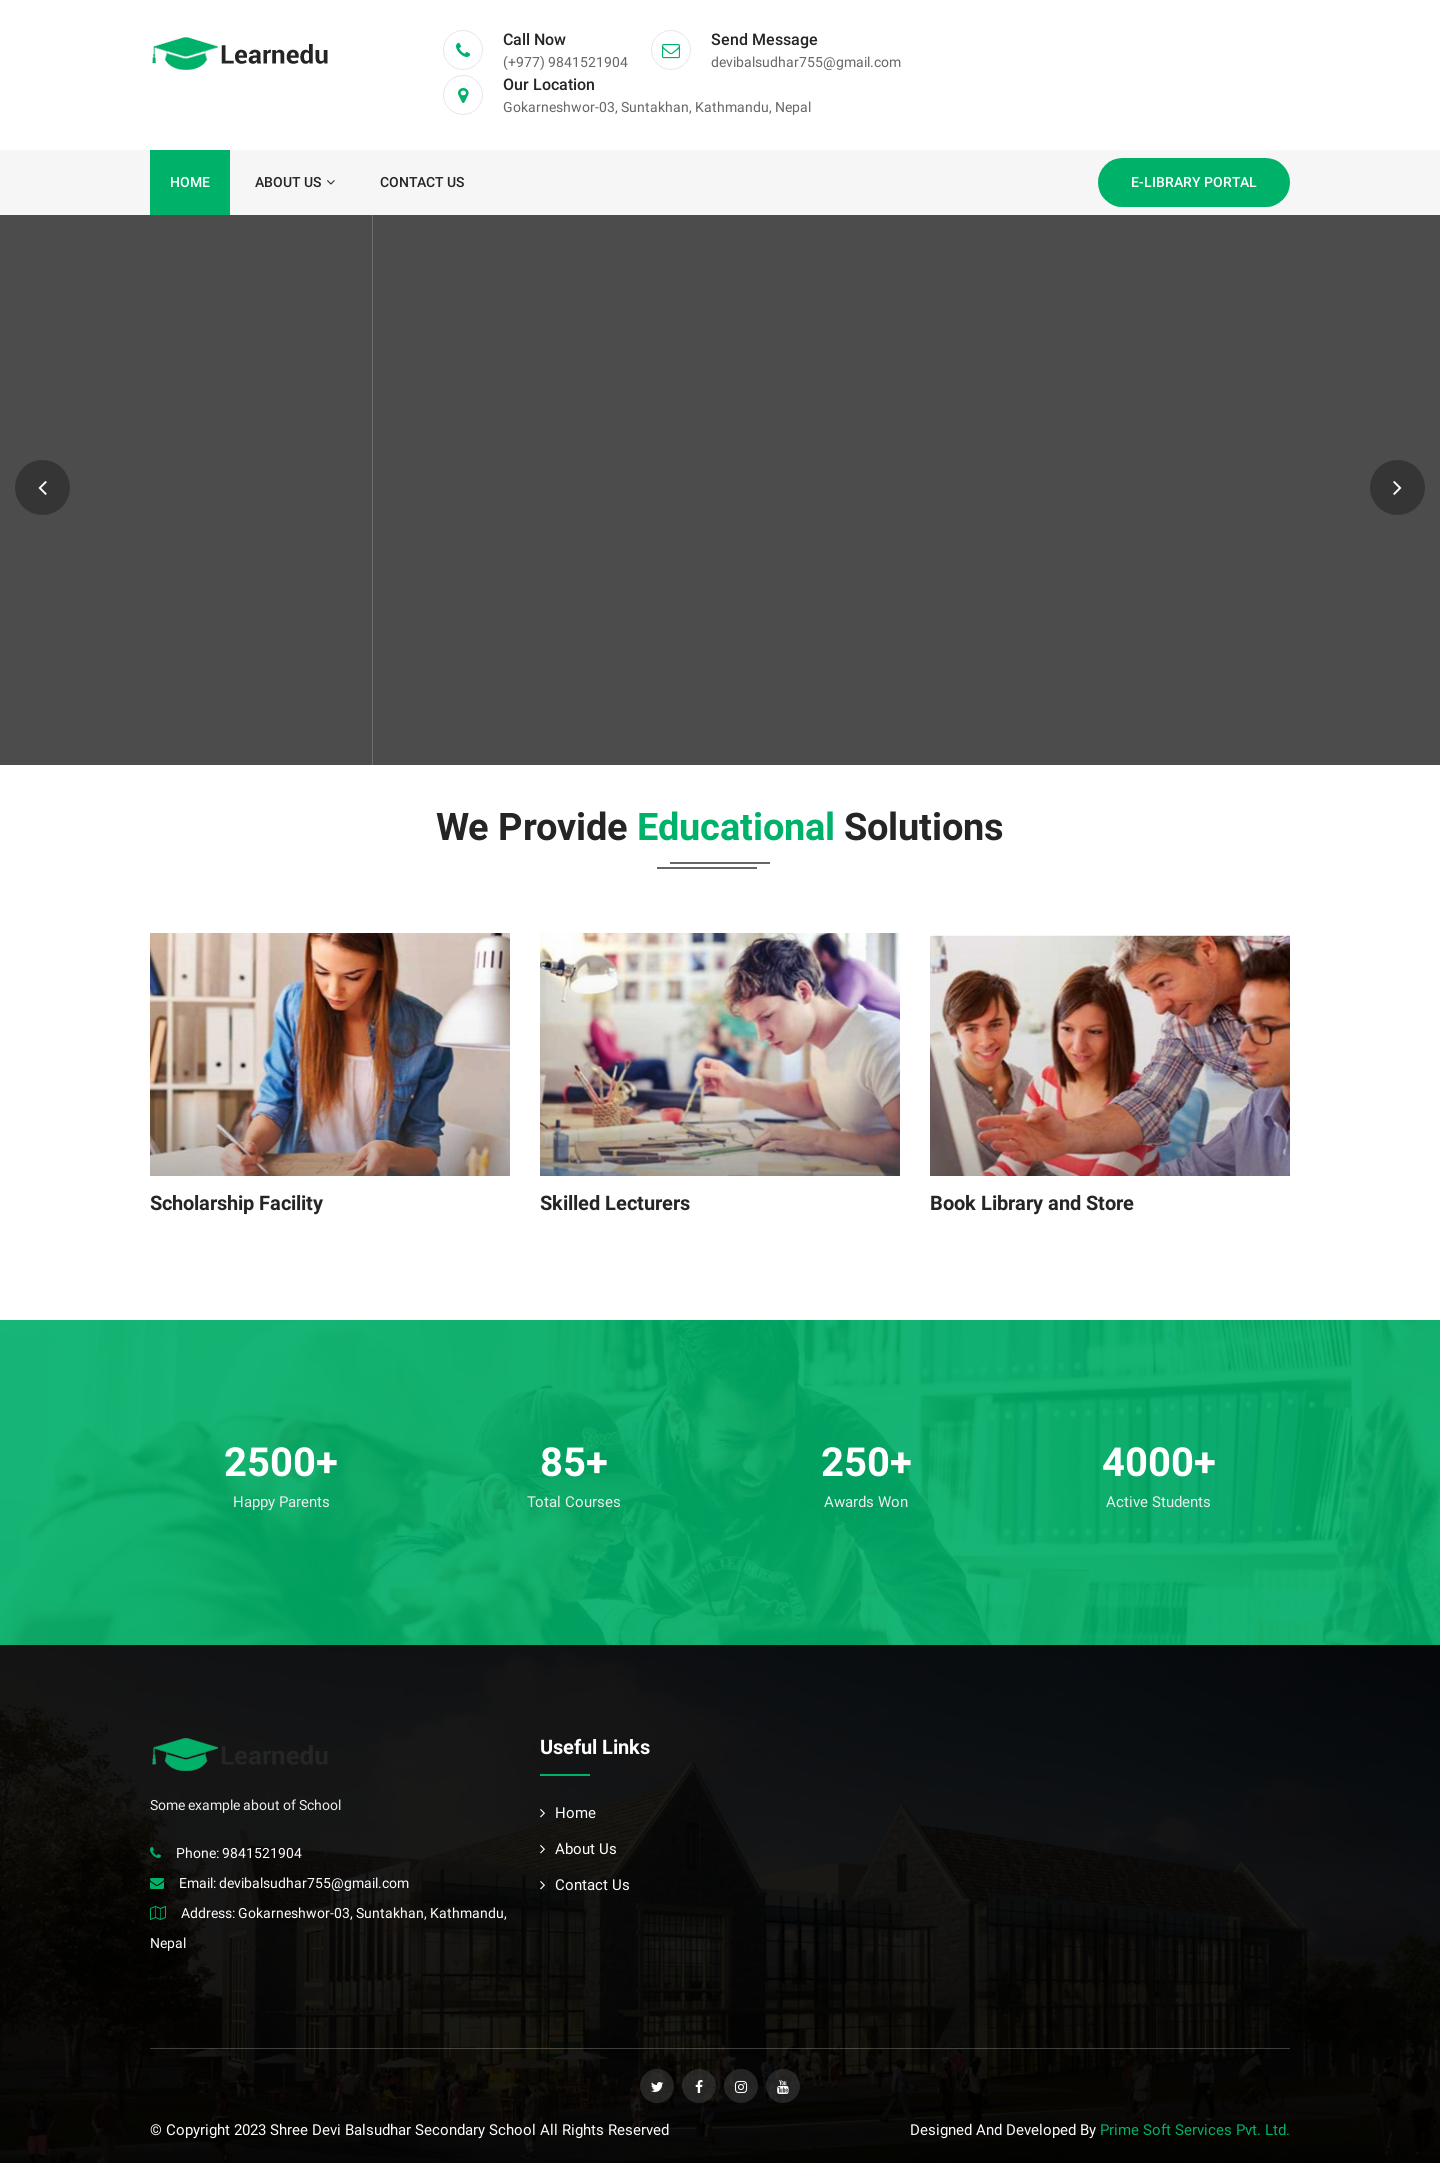 Learnedu
Call Now
(+977) 9841521904
Send Message
devibalsudhar755@gmail.com
Our Location
Gokarneshwor-03, Suntakhan, Kathmandu, Nepal
HOME
ABOUT US
CONTACT US
E-LIBRARY PORTAL
We Provide Educational Solutions
Scholarship Facility
Skilled Lecturers
Book Library and Store
2500+
Happy Parents
85+
Total Courses
250+
Awards Won
4000+
Active Students
Learnedu
Some example about of School
Phone: 9841521904
Email: devibalsudhar755@gmail.com
Address: Gokarneshwor-03, Suntakhan, Kathmandu,
Nepal
Useful Links
Home
About Us
Contact Us
© Copyright 2023 Shree Devi Balsudhar Secondary School All Rights Reserved
Designed And Developed By Prime Soft Services Pvt. Ltd.